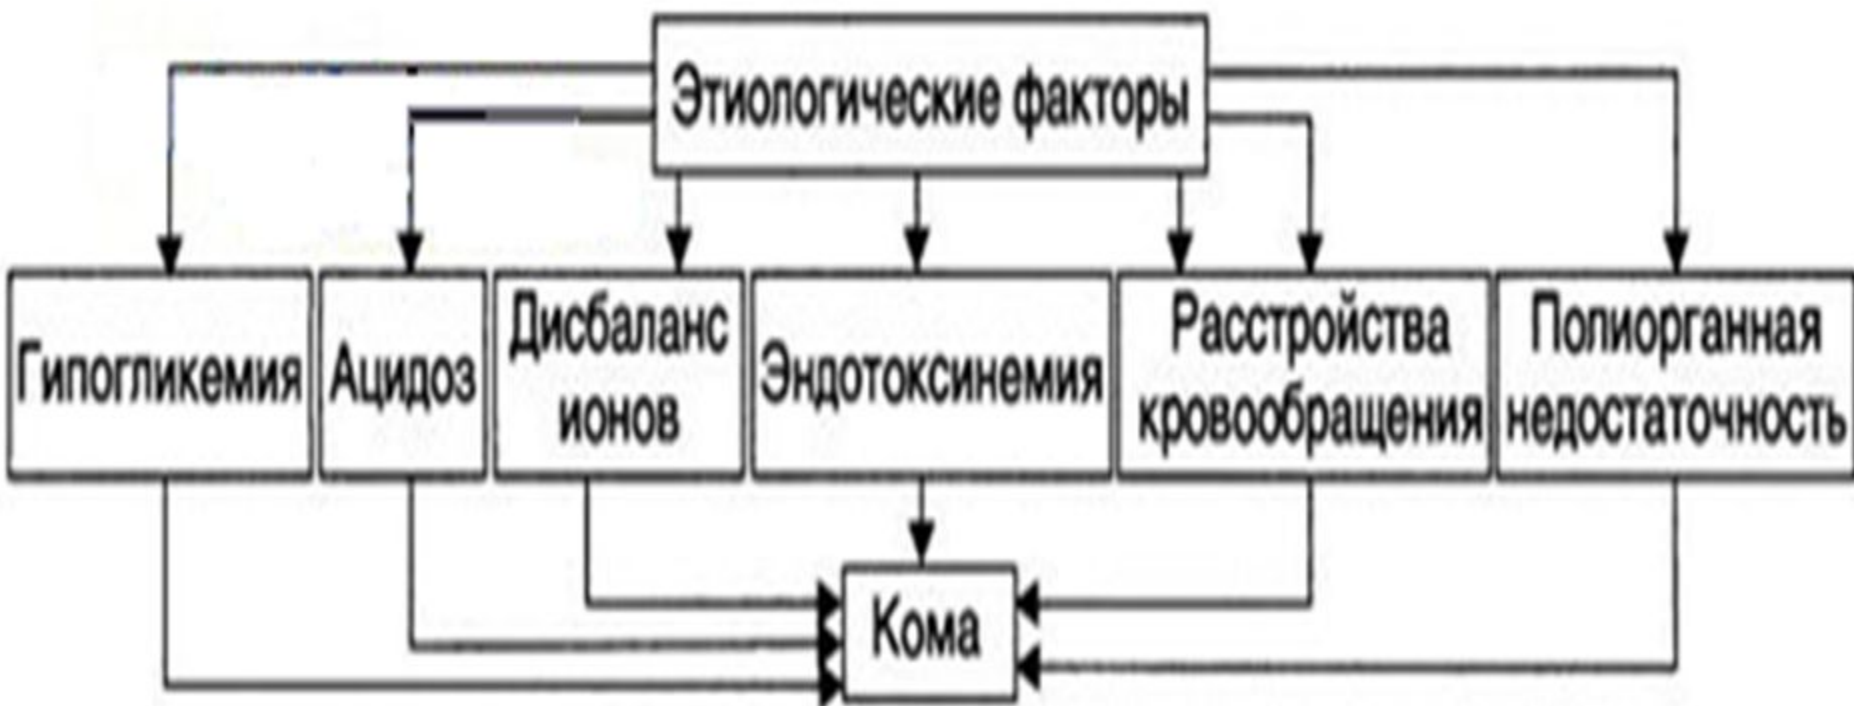 Этиологические факторы
Гипогликемия
Ацидоз
Дисбаланс
ионов
Эндотоксинемия
Расстройства
кровообращения
Полиорганная
недостаточность
Кома